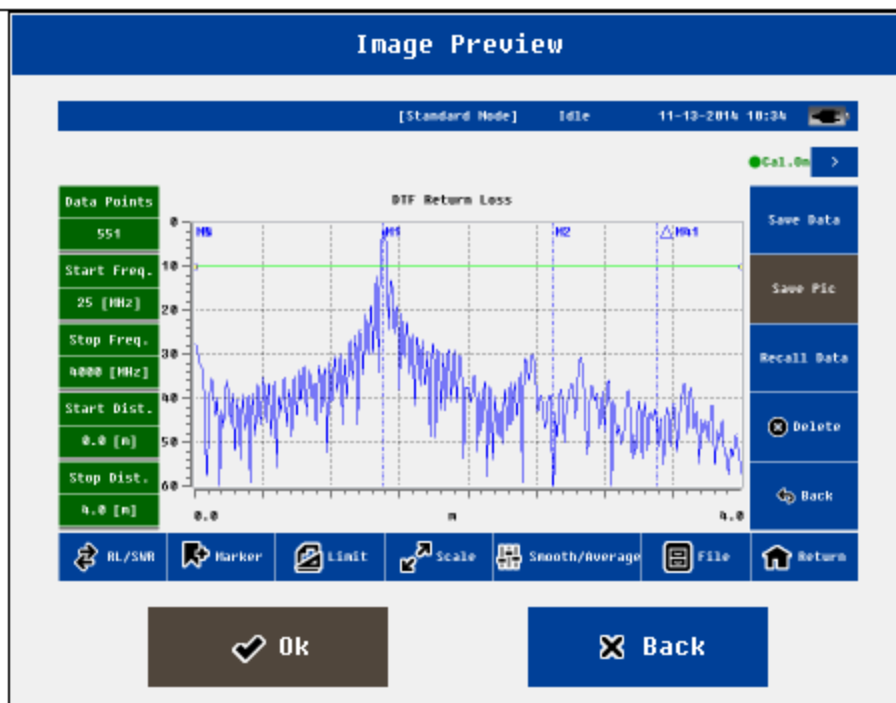 Image Preview
[Standard Mode] Idle 11-13-2014 10:34
Cal.On >
Data Points
551
Start Freq.
25 [MHz]
Stop Freq.
4000 [MHz]
Start Dist.
0.0 [m]
Stop Dist.
4.0 [m]
DTF Return Loss
M1
M2
0
10
20
30
40
50
60
0.0 m 4.0
Save Data
Save Pic
Recall Data
Delete
Back
RL/SWR Marker Limit Scale Smooth/Average File Return
Ok Back